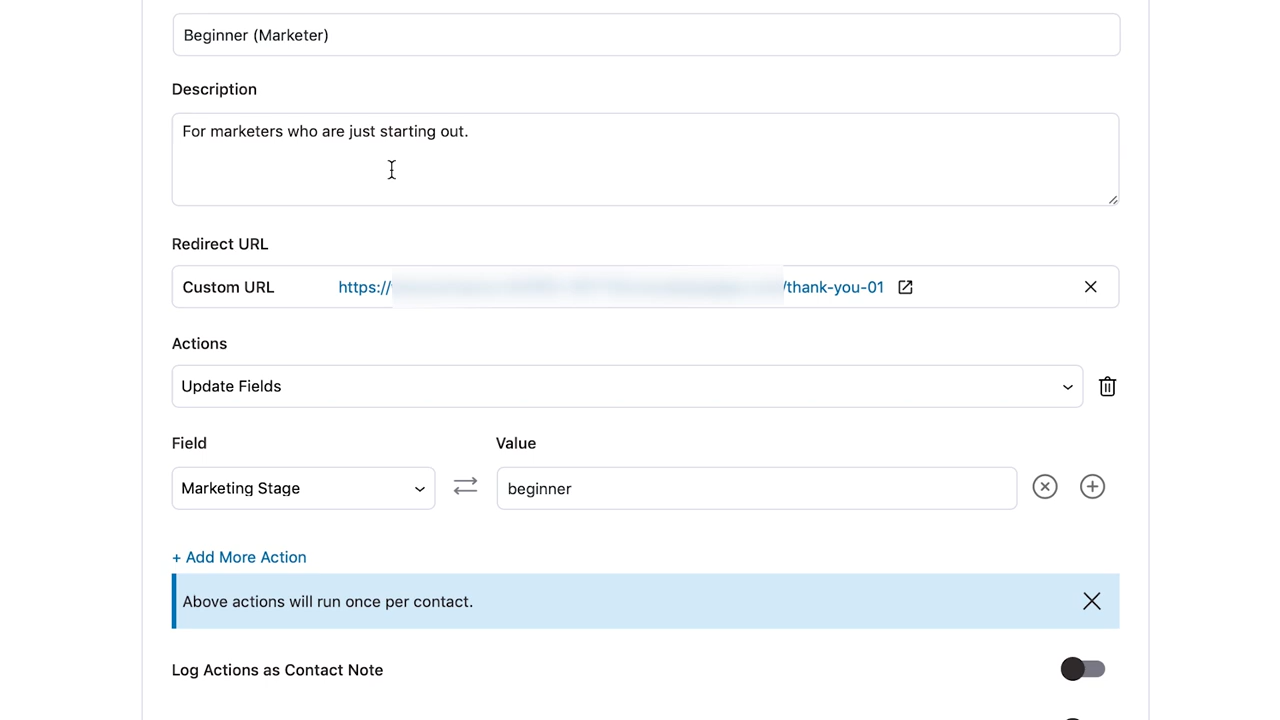 Beginner (Marketer)
Description
For marketers who are just starting out.
Redirect URL
Custom URL https:// /thank-you-01
Actions
Update Fields
Field Value
Marketing Stage beginner
+ Add More Action
Above actions will run once per contact.
Log Actions as Contact Note